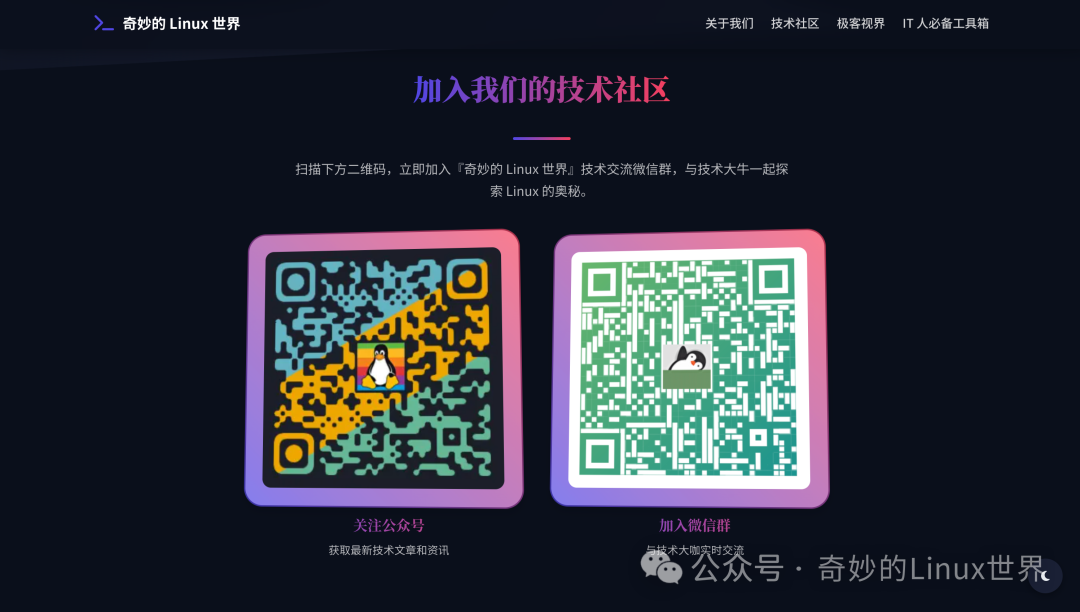 奇妙的 Linux 世界
关于我们 技术社区 极客视界 IT 人必备工具箱
加入我们的技术社区
扫描下方二维码，立即加入『奇妙的 Linux 世界』技术交流微信群，与技术大牛一起探
索 Linux 的奥秘。
关注公众号
获取最新技术文章和资讯
加入微信群
与技术大咖实时交流
公众号 · 奇妙的Linux世界